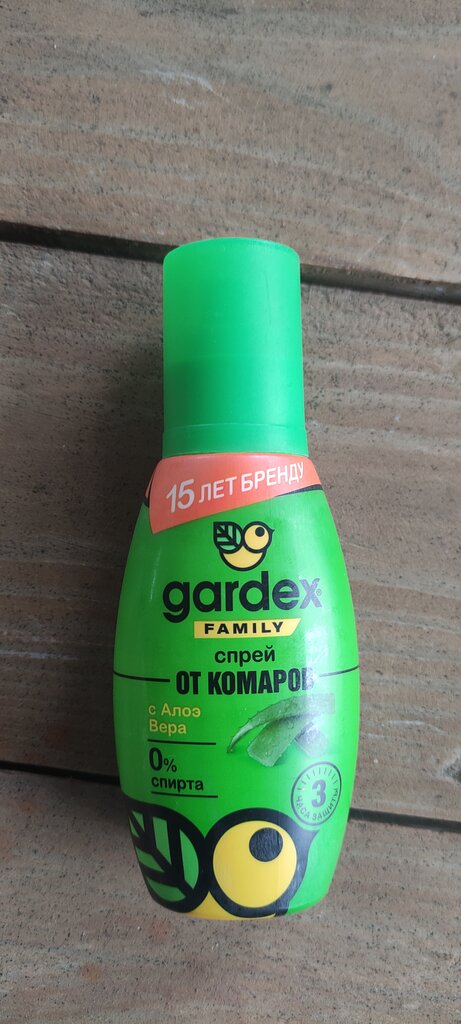 15 ЛЕТ БРЕНДУ
gardex®
FAMILY
спрей
ОТ КОМАРОВ
с Алоэ
Вера
0%
спирта
3
ЧАСА ЗАЩИТЫ